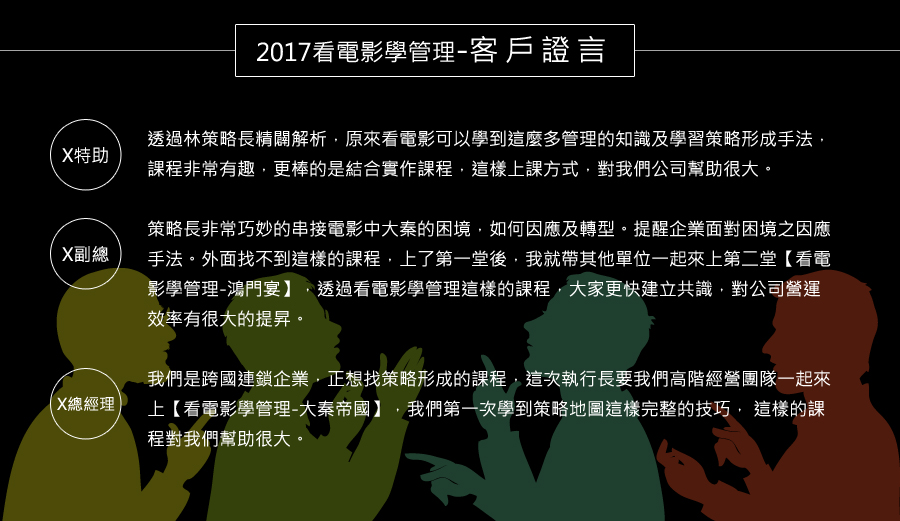 2017看電影學管理-客戶證言
X特助
透過林策略長精闢解析，原來看電影可以學到這麼多管理的知識及學習策略形成手法，
課程非常有趣，更棒的是結合實作課程，這樣上課方式，對我們公司幫助很大。
X副總
策略長非常巧妙的串接電影中大秦的困境，如何因應及轉型。提醒企業面對困境之因應
手法。外面找不到這樣的課程，上了第一堂後，我就帶其他單位一起來上第二堂【看電
影學管理-鴻門宴】，透過看電影學管理這樣的課程，大家更快建立共識，對公司營運
效率有很大的提昇。
X總經理
我們是跨國連鎖企業，正想找策略形成的課程，這次執行長要我們高階經營團隊一起來
上【看電影學管理-大秦帝國】，我們第一次學到策略地圖這樣完整的技巧， 這樣的課
程對我們幫助很大。